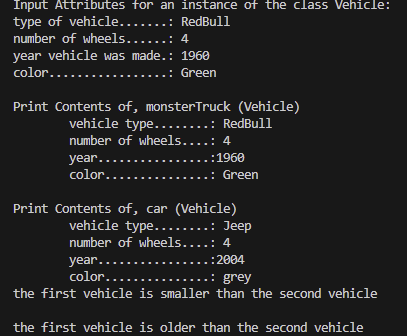 Input Attributes for an instance of the class Vehicle:
type of vehicle.......: RedBull
number of wheels......: 4
year vehicle was made.: 1960
color.................: Green

Print Contents of, monsterTruck (Vehicle)
        vehicle type........: RedBull
        number of wheels....: 4
        year................:1960
        color...............: Green

Print Contents of, car (Vehicle)
        vehicle type........: Jeep
        number of wheels....: 4
        year................:2004
        color...............: grey
the first vehicle is smaller than the second vehicle

the first vehicle is older than the second vehicle